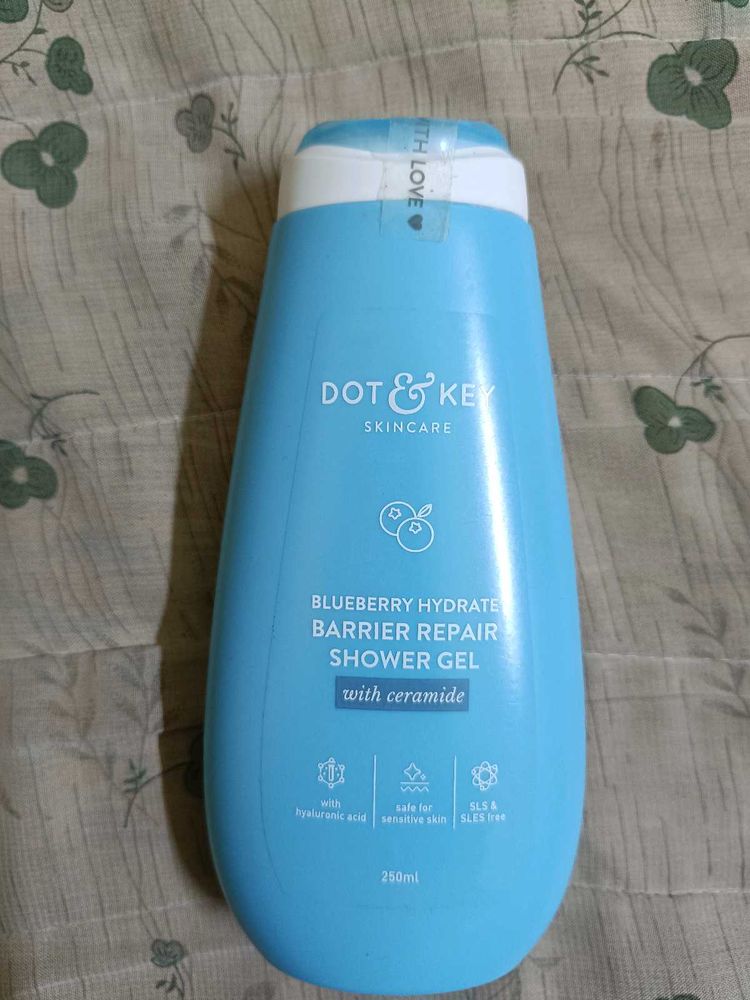 WITH LOVE ♥
DOT & KEY
SKINCARE
BLUEBERRY HYDRATE
BARRIER REPAIR
SHOWER GEL
with ceramide
with
hyaluronic acid
safe for
sensitive skin
SLS &
SLES free
250ml